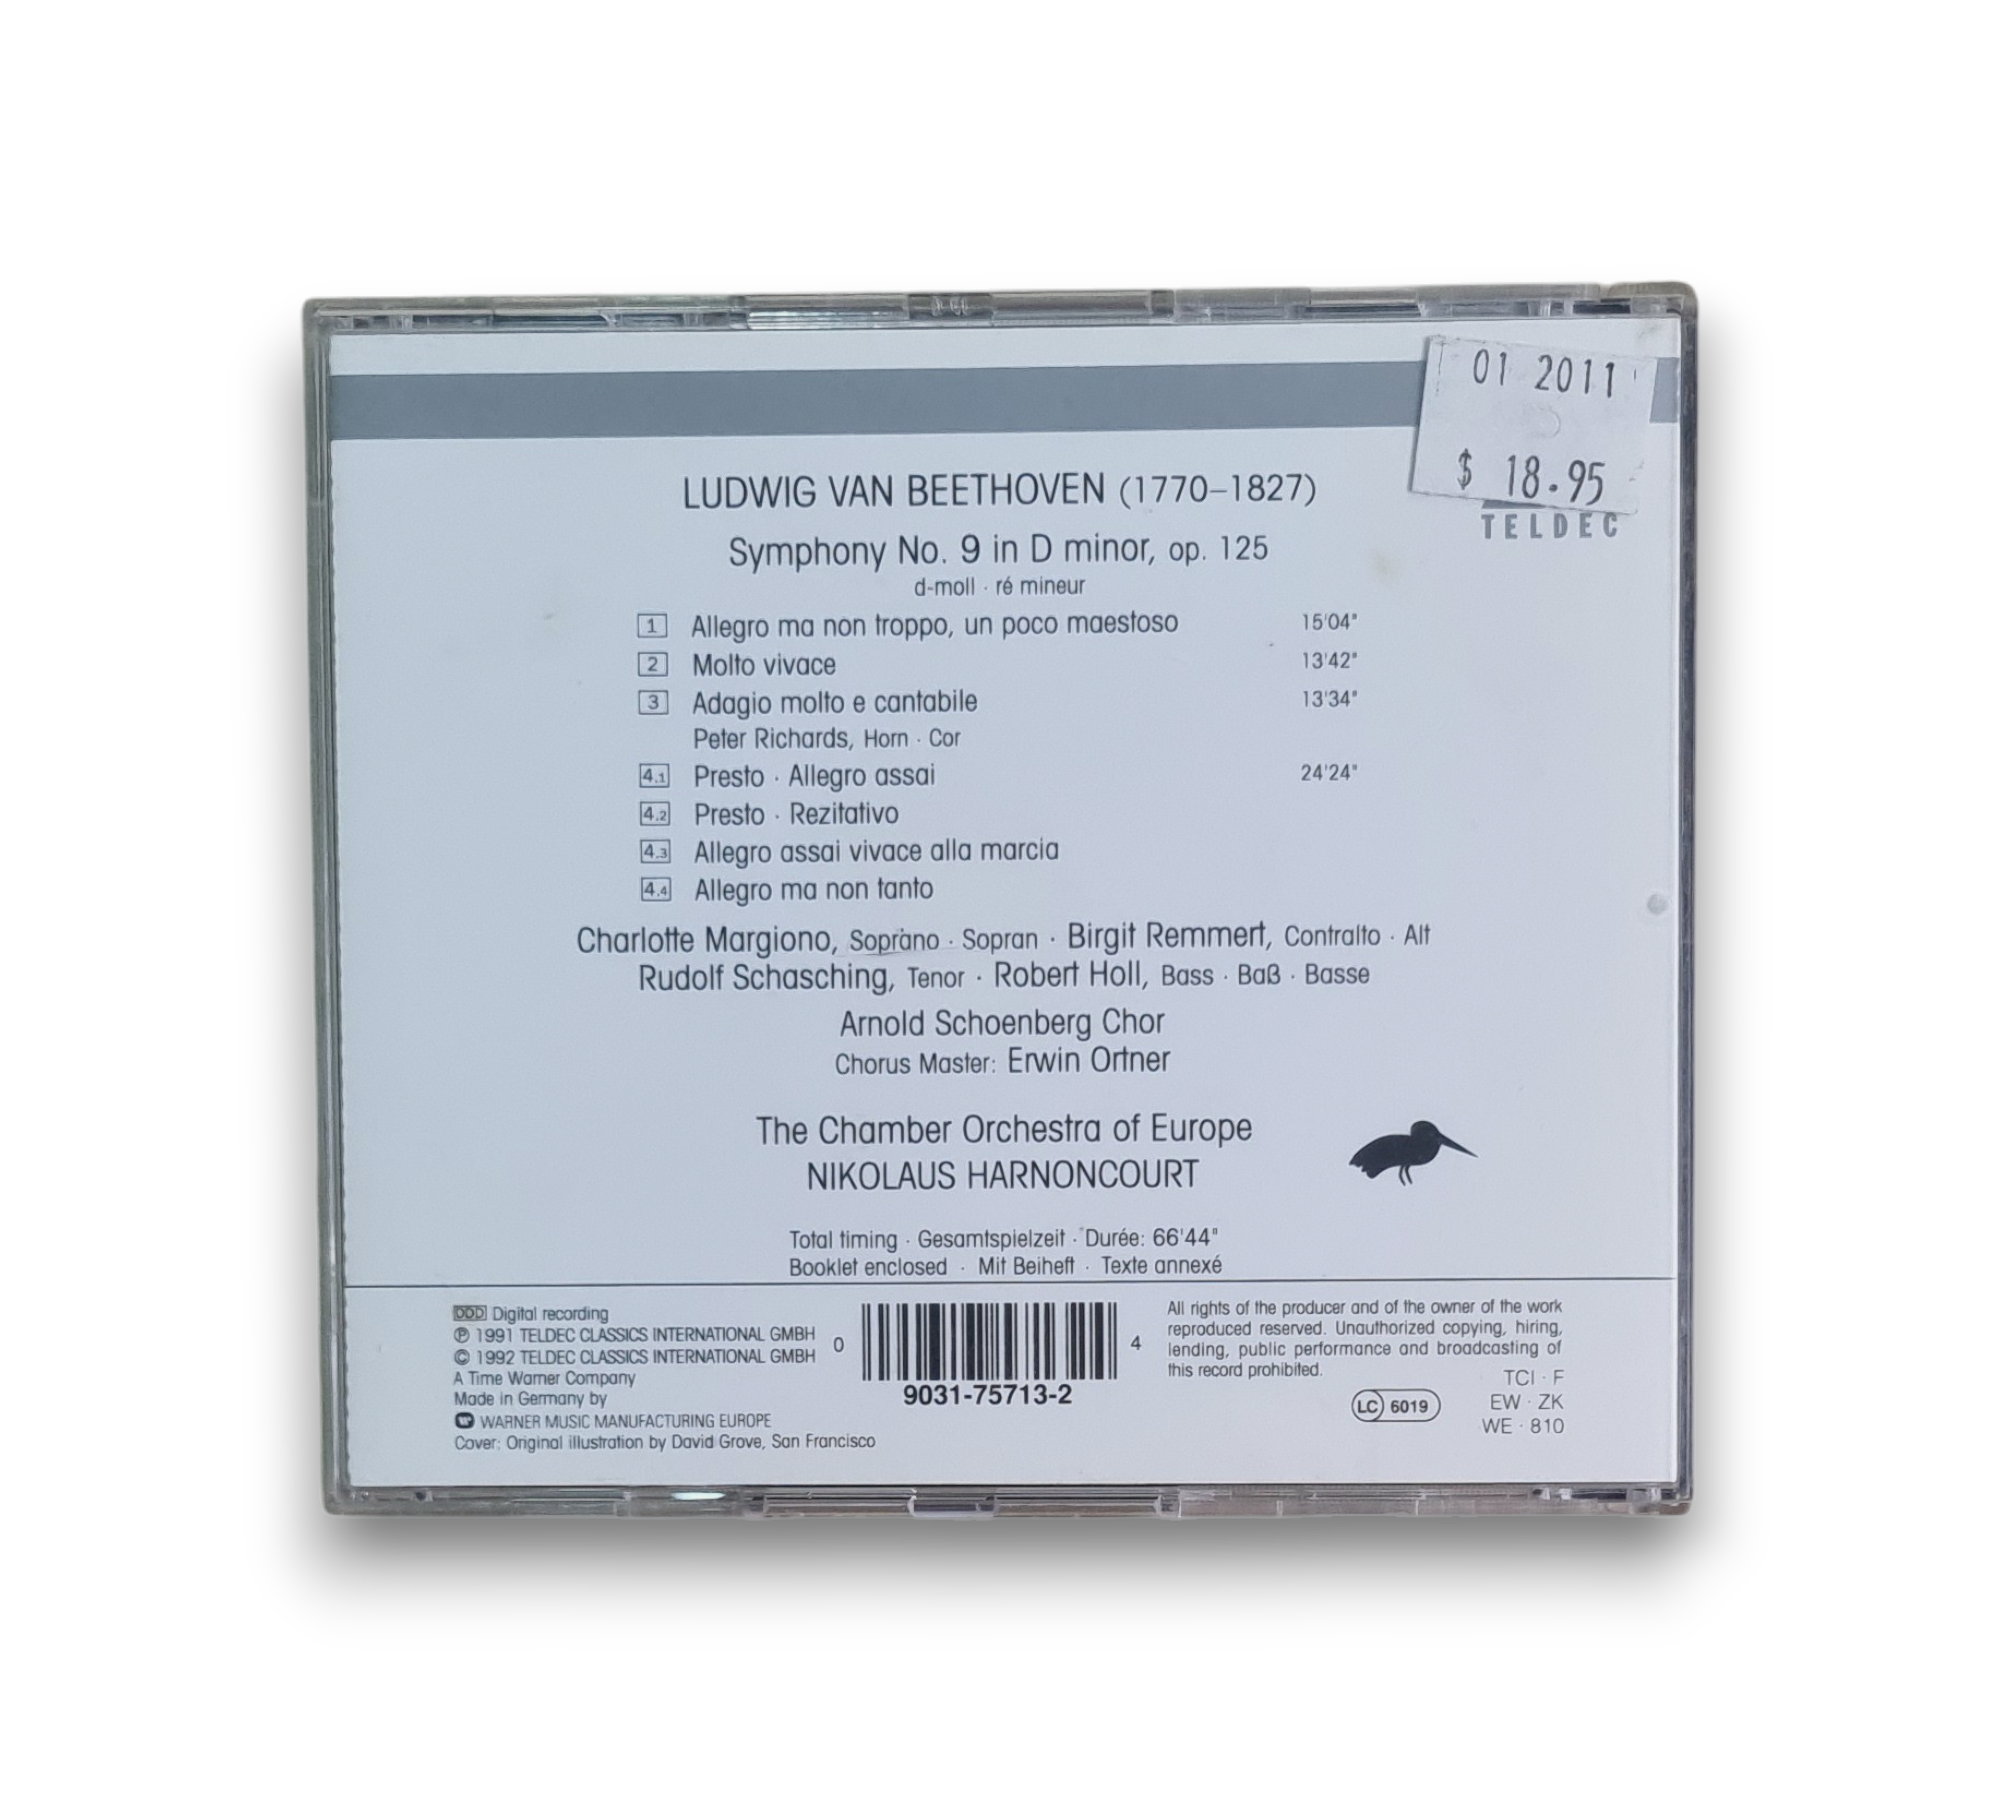 01 2011
$ 18.95
TELDEC
LUDWIG VAN BEETHOVEN (1770–1827)
Symphony No. 9 in D minor, op. 125
d-moll · ré mineur
1 Allegro ma non troppo, un poco maestoso 15'04"
2 Molto vivace 13'42"
3 Adagio molto e cantabile 13'34"
Peter Richards, Horn · Cor
4.1 Presto · Allegro assai 24'24"
4.2 Presto · Rezitativo
4.3 Allegro assai vivace alla marcia
4.4 Allegro ma non tanto
Charlotte Margiono, Soprano · Sopran · Birgit Remmert, Contralto · Alt
Rudolf Schasching, Tenor · Robert Holl, Bass · Baß · Basse
Arnold Schoenberg Chor
Chorus Master: Erwin Ortner
The Chamber Orchestra of Europe
NIKOLAUS HARNONCOURT
Total timing · Gesamtspielzeit · Durée: 66'44"
Booklet enclosed · Mit Beiheft · Texte annexé
DDD Digital recording
℗ 1991 TELDEC CLASSICS INTERNATIONAL GMBH
© 1992 TELDEC CLASSICS INTERNATIONAL GMBH
A Time Warner Company
Made in Germany by
WARNER MUSIC MANUFACTURING EUROPE
Cover: Original illustration by David Grove, San Francisco
0 4
9031-75713-2
All rights of the producer and of the owner of the work
reproduced reserved. Unauthorized copying, hiring,
lending, public performance and broadcasting of
this record prohibited.
LC 6019
TCI · F
EW · ZK
WE · 810